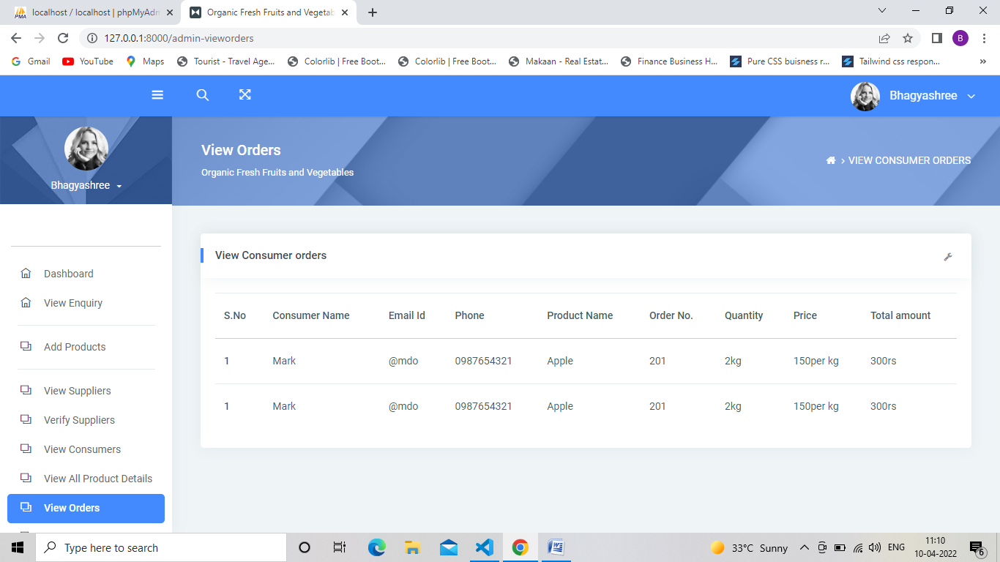 PMA localhost / localhost | phpMyAdm
Organic Fresh Fruits and Vegetab
127.0.0.1:8000/admin-vieworders
B
Gmail YouTube Maps Tourist - Travel Age... Colorlib | Free Boot... Colorlib | Free Boot... Makaan - Real Estat... Finance Business H... Pure CSS buisness r... Tailwind css respon... »
Bhagyashree
Bhagyashree
View Orders
Organic Fresh Fruits and Vegetables
> VIEW CONSUMER ORDERS
Dashboard
View Enquiry
Add Products
View Suppliers
Verify Suppliers
View Consumers
View All Product Details
View Orders
View Consumer orders
S.No Consumer Name Email Id Phone Product Name Order No. Quantity Price Total amount
1 Mark @mdo 0987654321 Apple 201 2kg 150per kg 300rs
1 Mark @mdo 0987654321 Apple 201 2kg 150per kg 300rs
Type here to search
33°C Sunny
ENG
11:10
10-04-2022
6